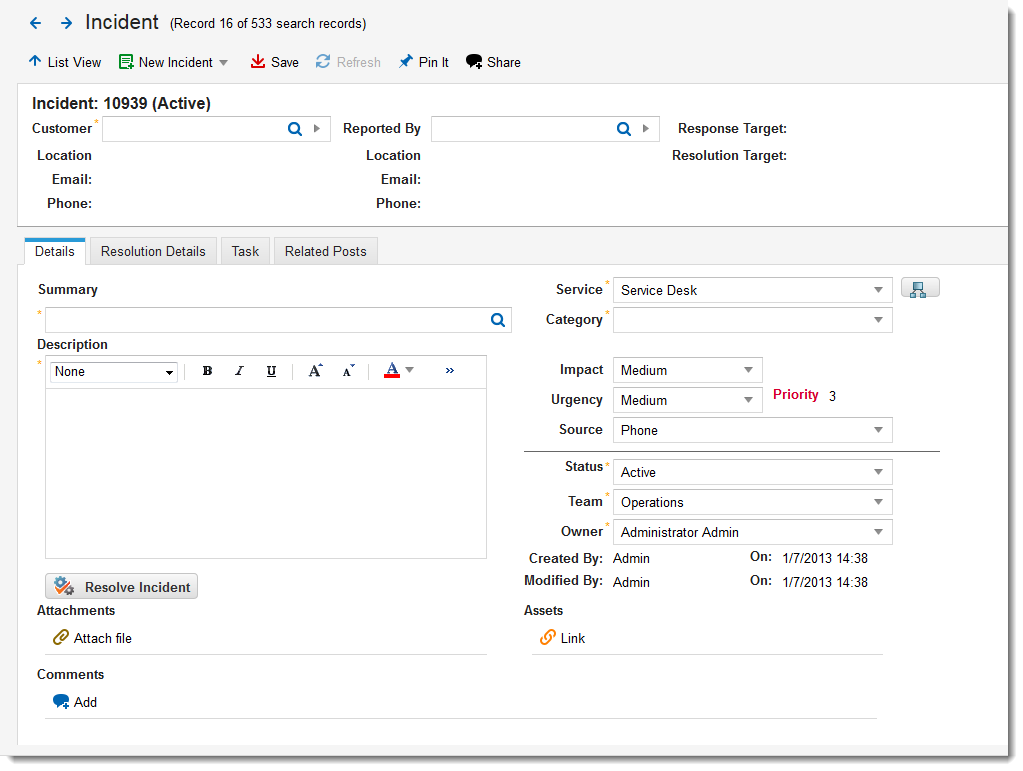 Incident (Record 16 of 533 search records)
List View New Incident Save Refresh Pin It Share
Incident: 10939 (Active)
Customer * Reported By Response Target:
Location Location Resolution Target:
Email: Email:
Phone: Phone:
Details Resolution Details Task Related Posts
Summary
*
Description
*
None B I U A A A »
Resolve Incident
Attachments
Attach file
Comments
Add
Service * Service Desk
Category *
Impact Medium
Urgency Medium Priority 3
Source Phone
Status * Active
Team * Operations
Owner * Administrator Admin
Created By: Admin On: 1/7/2013 14:38
Modified By: Admin On: 1/7/2013 14:38
Assets
Link